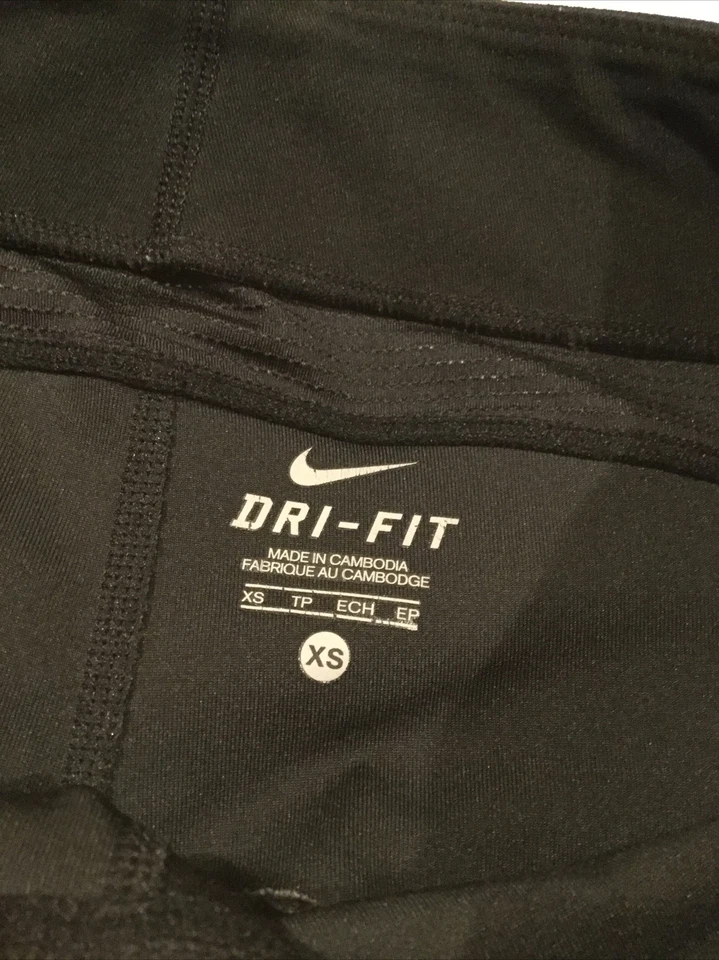 DRI-FIT
MADE IN CAMBODIA
FABRIQUE AU CAMBODGE
XS TP ECH EP
XS